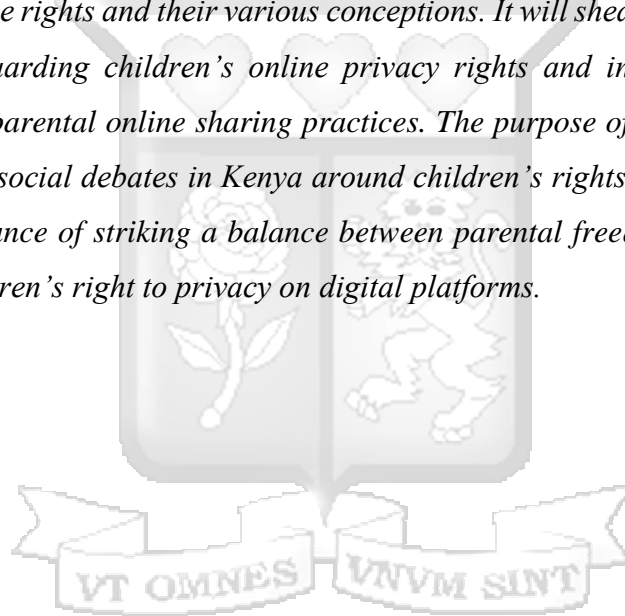 e rights and their various conceptions. It will shed
uarding children's online privacy rights and in
parental online sharing practices. The purpose of
social debates in Kenya around children's rights
ance of striking a balance between parental free
ren's right to privacy on digital platforms.
VT OMNES VNVM SINT